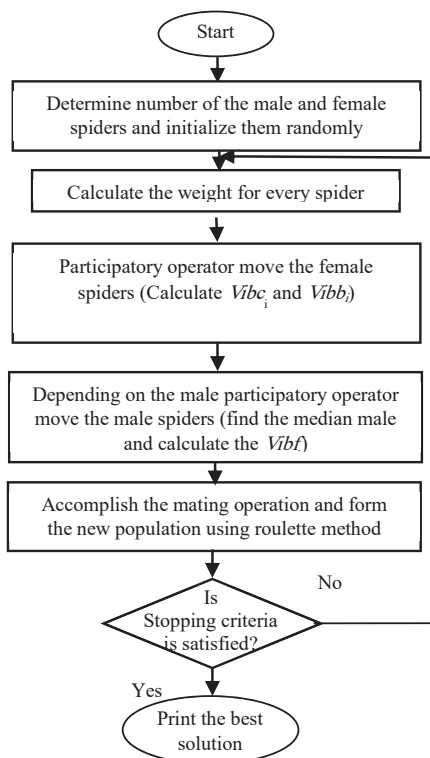 Start
Determine number of the male and female
spiders and initialize them randomly
Calculate the weight for every spider
Participatory operator move the female
spiders (Calculate Vibcᵢ and Vibbᵢ)
Depending on the male participatory operator
move the male spiders (find the median male
and calculate the Vibf)
Accomplish the mating operation and form
the new population using roulette method
No
Is
Stopping criteria
is satisfied?
Yes
Print the best
solution